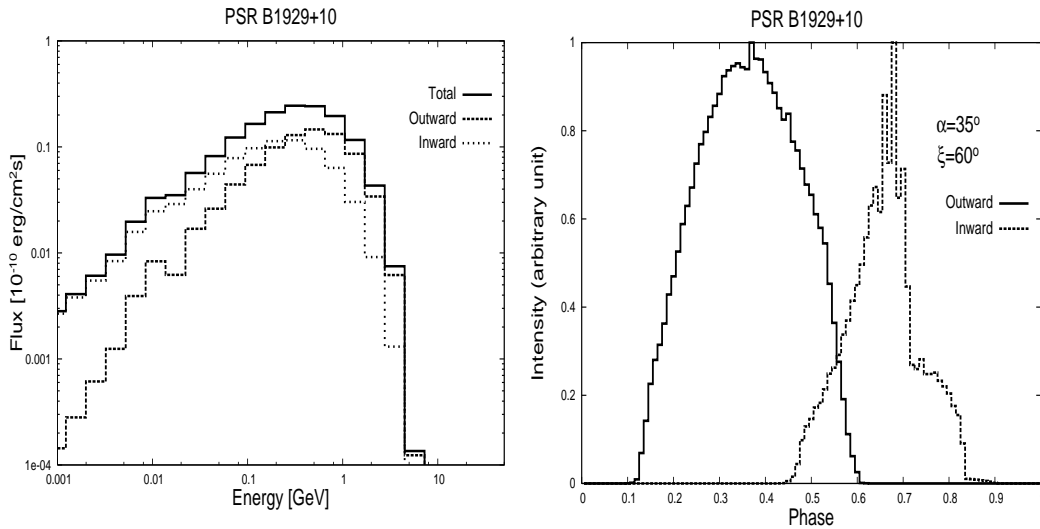 PSR B1929+10
1
0.1
0.01
0.001
1e-04
Flux [10⁻¹⁰ erg/cm²s]
Total
Outward
Inward
0.001
0.01
0.1
1
10
Energy [GeV]
PSR B1929+10
1
0.8
0.6
0.4
0.2
0
Intensity (arbitrary unit)
α=35º
ξ=60º
Outward
Inward
0
0.1
0.2
0.3
0.4
0.5
0.6
0.7
0.8
0.9
Phase